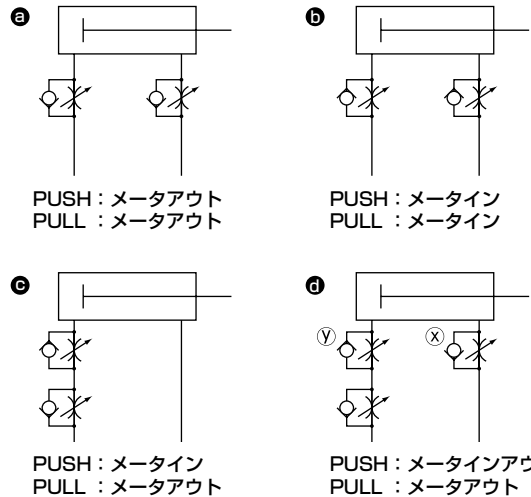 a
b
PUSH：メータアウト
PULL ：メータアウト
PUSH：メータイン
PULL ：メータイン
c
d
y
x
PUSH：メータイン
PULL ：メータアウト
PUSH：メータインアウ
PULL ：メータアウト